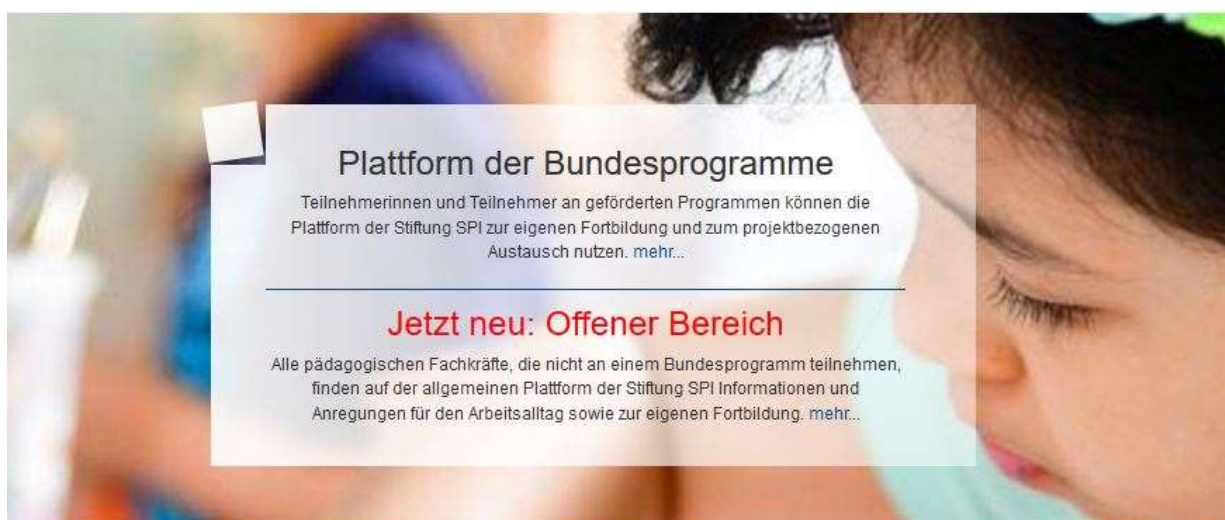 Plattform der Bundesprogramme
Teilnehmerinnen und Teilnehmer an geförderten Programmen können die
Plattform der Stiftung SPI zur eigenen Fortbildung und zum projektbezogenen
Austausch nutzen. mehr...
Jetzt neu: Offener Bereich
Alle pädagogischen Fachkräfte, die nicht an einem Bundesprogramm teilnehmen,
finden auf der allgemeinen Plattform der Stiftung SPI Informationen und
Anregungen für den Arbeitsalltag sowie zur eigenen Fortbildung. mehr...